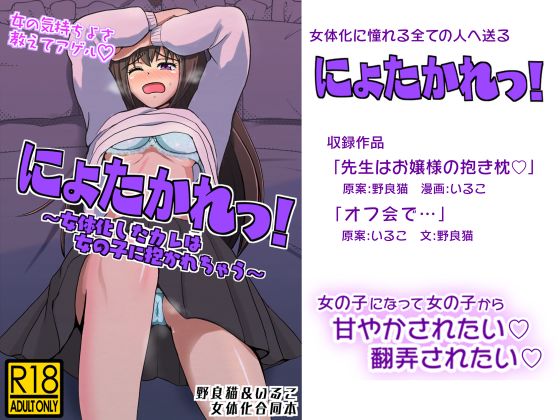 女の気持ちよさ
教えてアゲル♡
にょたかれっ!
～女体化したカレは
女の子に抱かれちゃう～
R18
ADULT ONLY
野良猫&いるこ
女体化合同本
女体化に憧れる全ての人へ送る
にょたかれっ!
収録作品
「先生はお嬢様の抱き枕♡」
原案:野良猫 漫画:いるこ
「オフ会で…」
原案:いるこ 文:野良猫
女の子になって女の子から
甘やかされたい♡
翻弄されたい♡